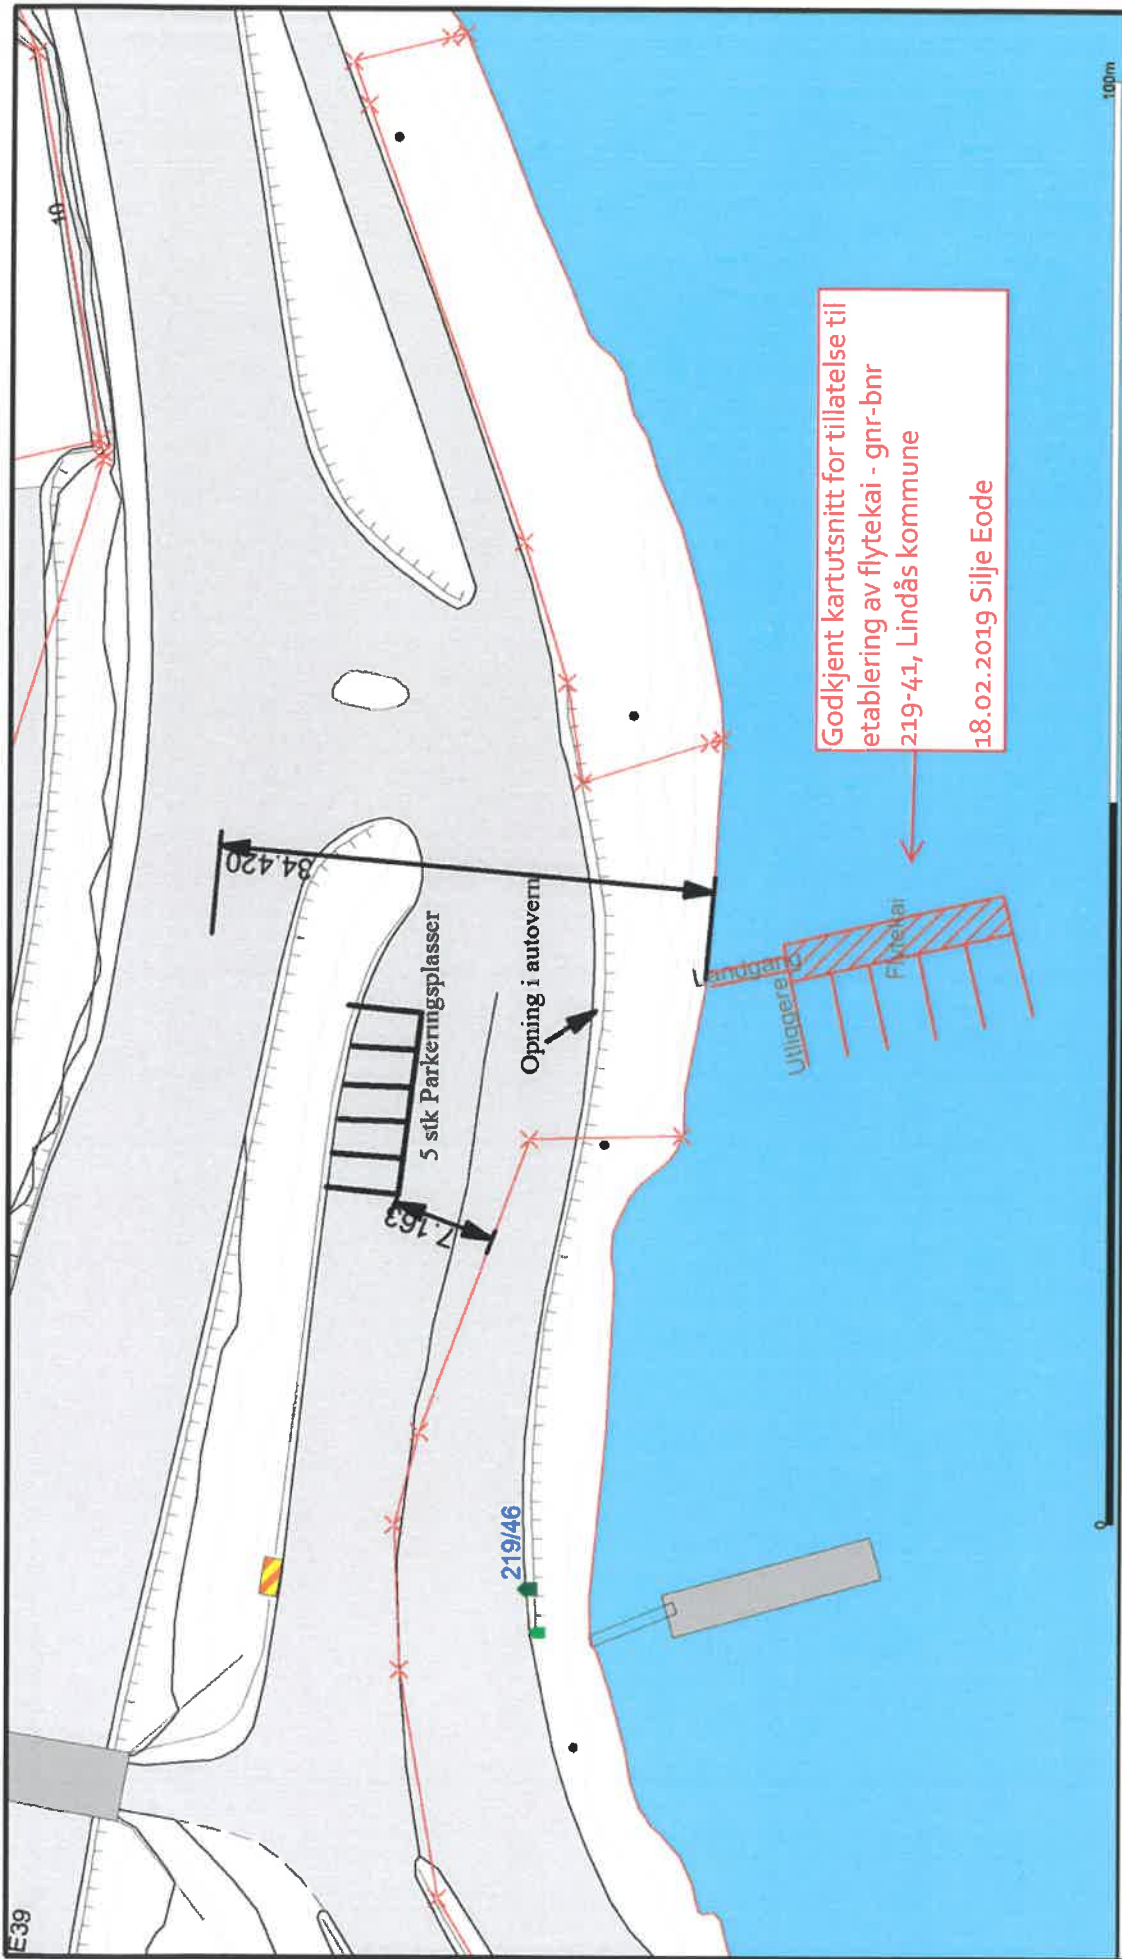 E39
10
34.420
5 stk Parkeringsplasser
7.163
Opning i autovern
219/46
Landgang
Utliggere
Flytekai
Godkjent kartutsnitt for tillatelse til
etablering av flytekai - gnr-bnr
219-41, Lindås kommune
18.02.2019 Silje Eode
0
100m